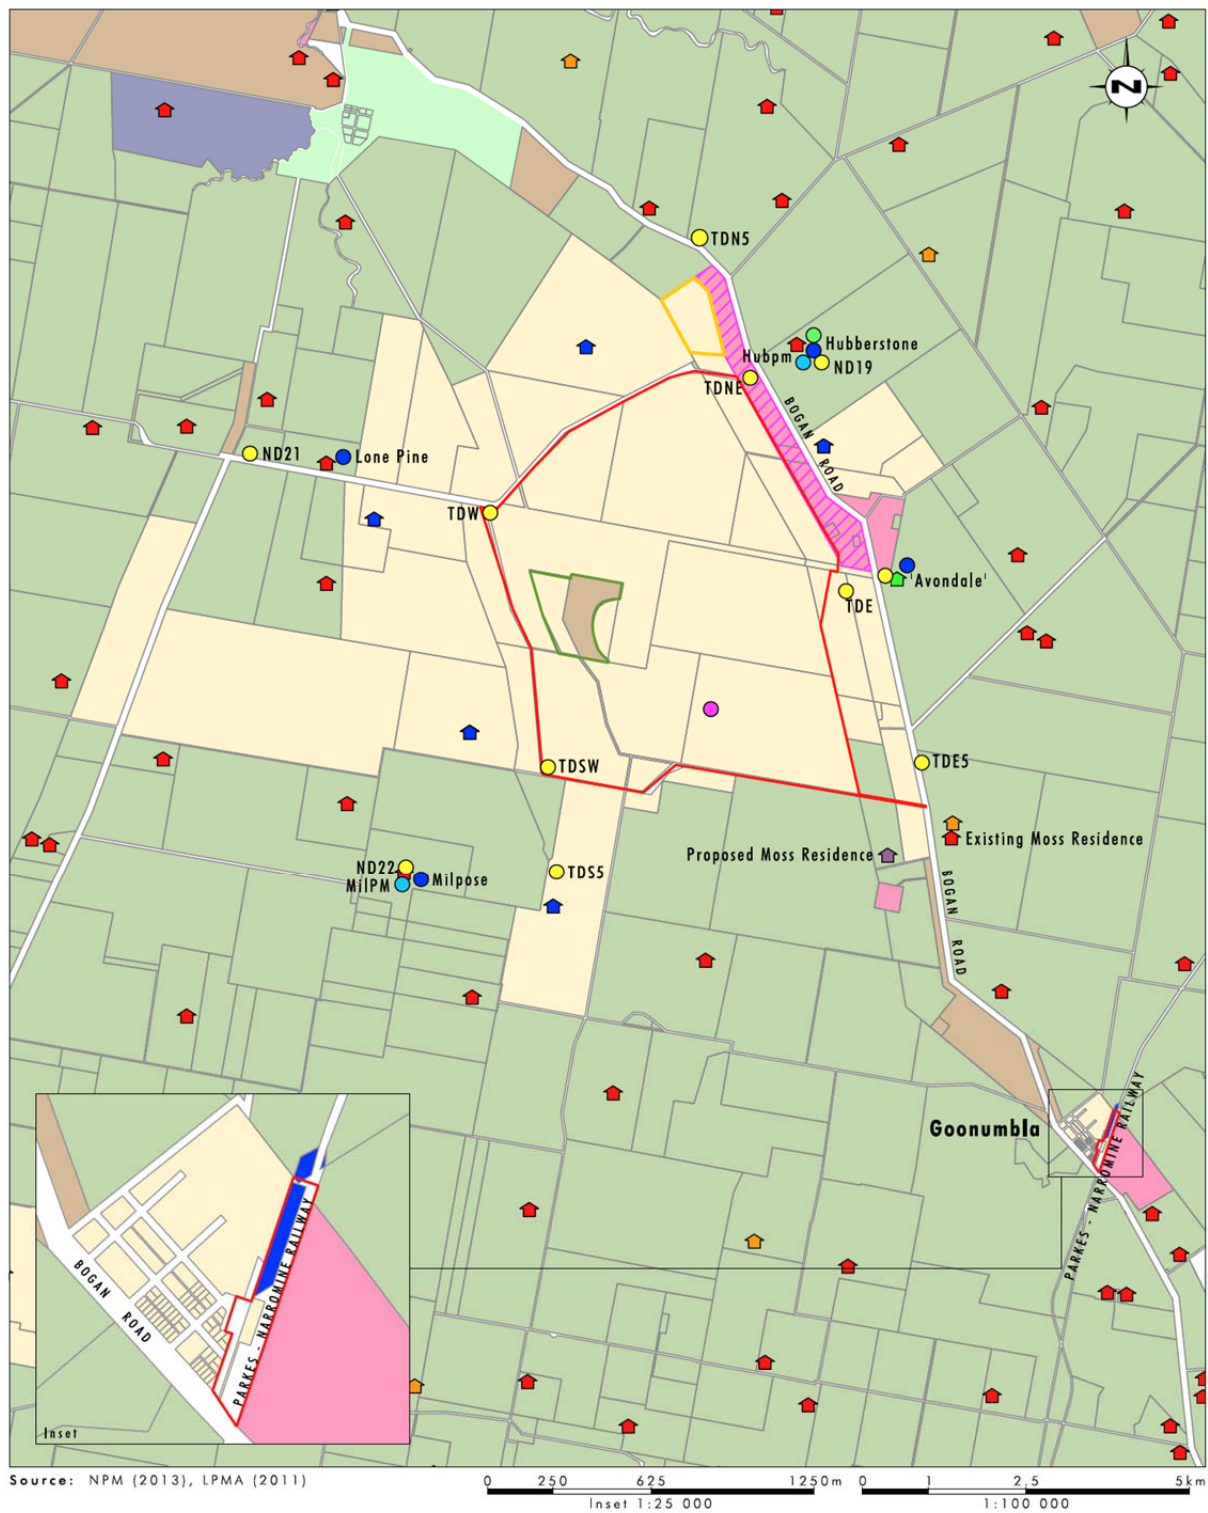 N
TDN5
Hubberstone
Hubpm
ND19
TDNE
BOGAN ROAD
ND21
Lone Pine
TDW
'Avondale'
TDE
TDSW
TDE5
Existing Moss Residence
Proposed Moss Residence
ND22
MilPM
Milpose
TDS5
BOGAN ROAD
Goonumbla
PARKES - NARROMINE RAILWAY
BOGAN ROAD
PARKES - NARROMINE RAILWAY
Inset
Source: NPM (2013), LPMA (2011)
0 250 625 1250m
Inset 1:25 000
0 1 2.5 5km
1:100 000